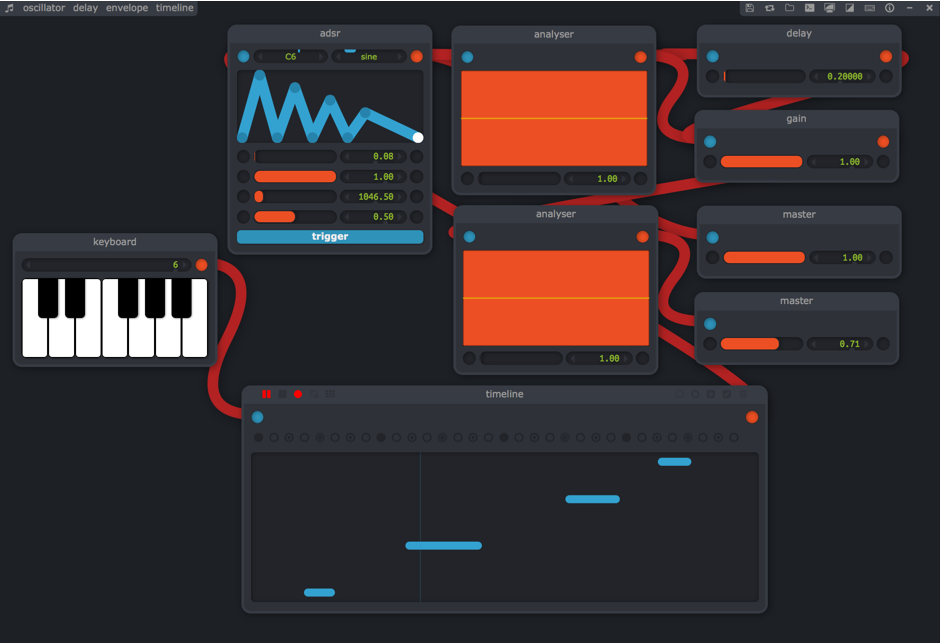 oscillator delay envelope timeline
adsr
C6 sine
0.08
1.00
1046.50
0.50
trigger
analyser
1.00
delay
0.20000
gain
1.00
analyser
1.00
master
1.00
master
0.71
keyboard
6
timeline